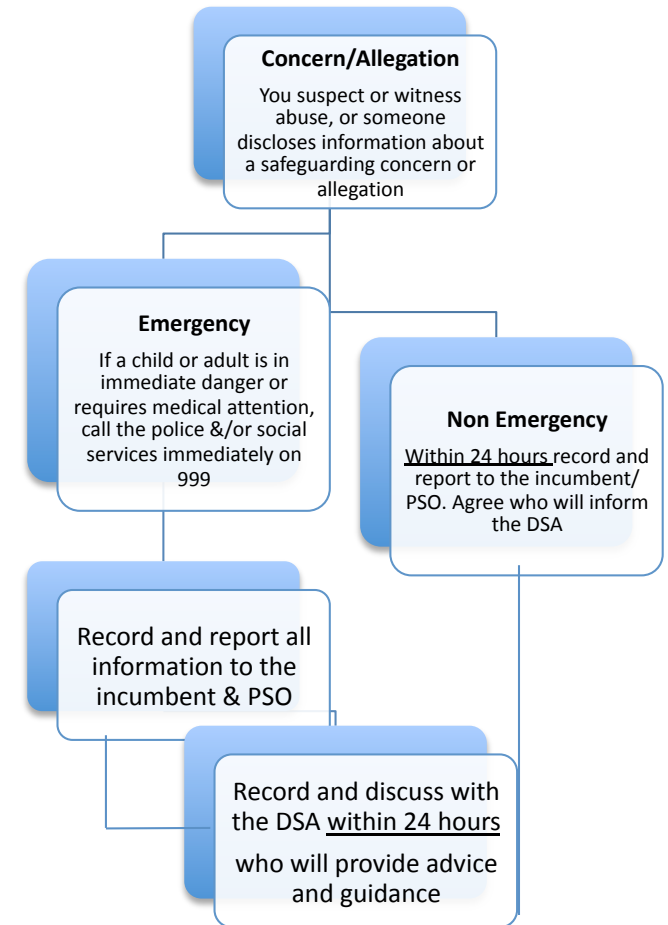 Concern/Allegation
You suspect or witness
abuse, or someone
discloses information about
a safeguarding concern or
allegation
Emergency
If a child or adult is in
immediate danger or
requires medical attention,
call the police &/or social
services immediately on
999
Non Emergency
Within 24 hours record and
report to the incumbent/
PSO. Agree who will inform
the DSA
Record and report all
information to the
incumbent & PSO
Record and discuss with
the DSA within 24 hours
who will provide advice
and guidance